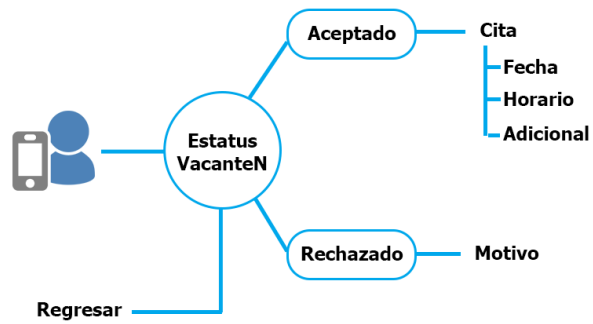 Aceptado
Cita
Fecha
Horario
Adicional
Estatus
VacanteN
Rechazado
Motivo
Regresar